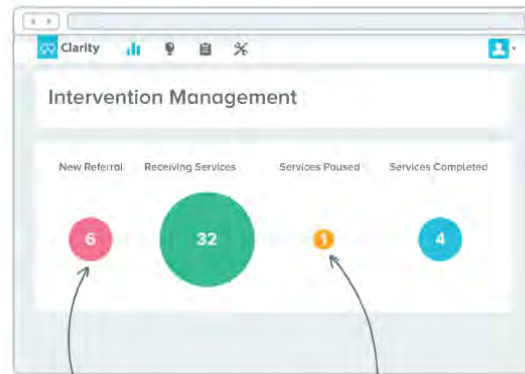 Clarity
Intervention Management
New Referral Receiving Services Services Paused Services Completed
6 32 1 4